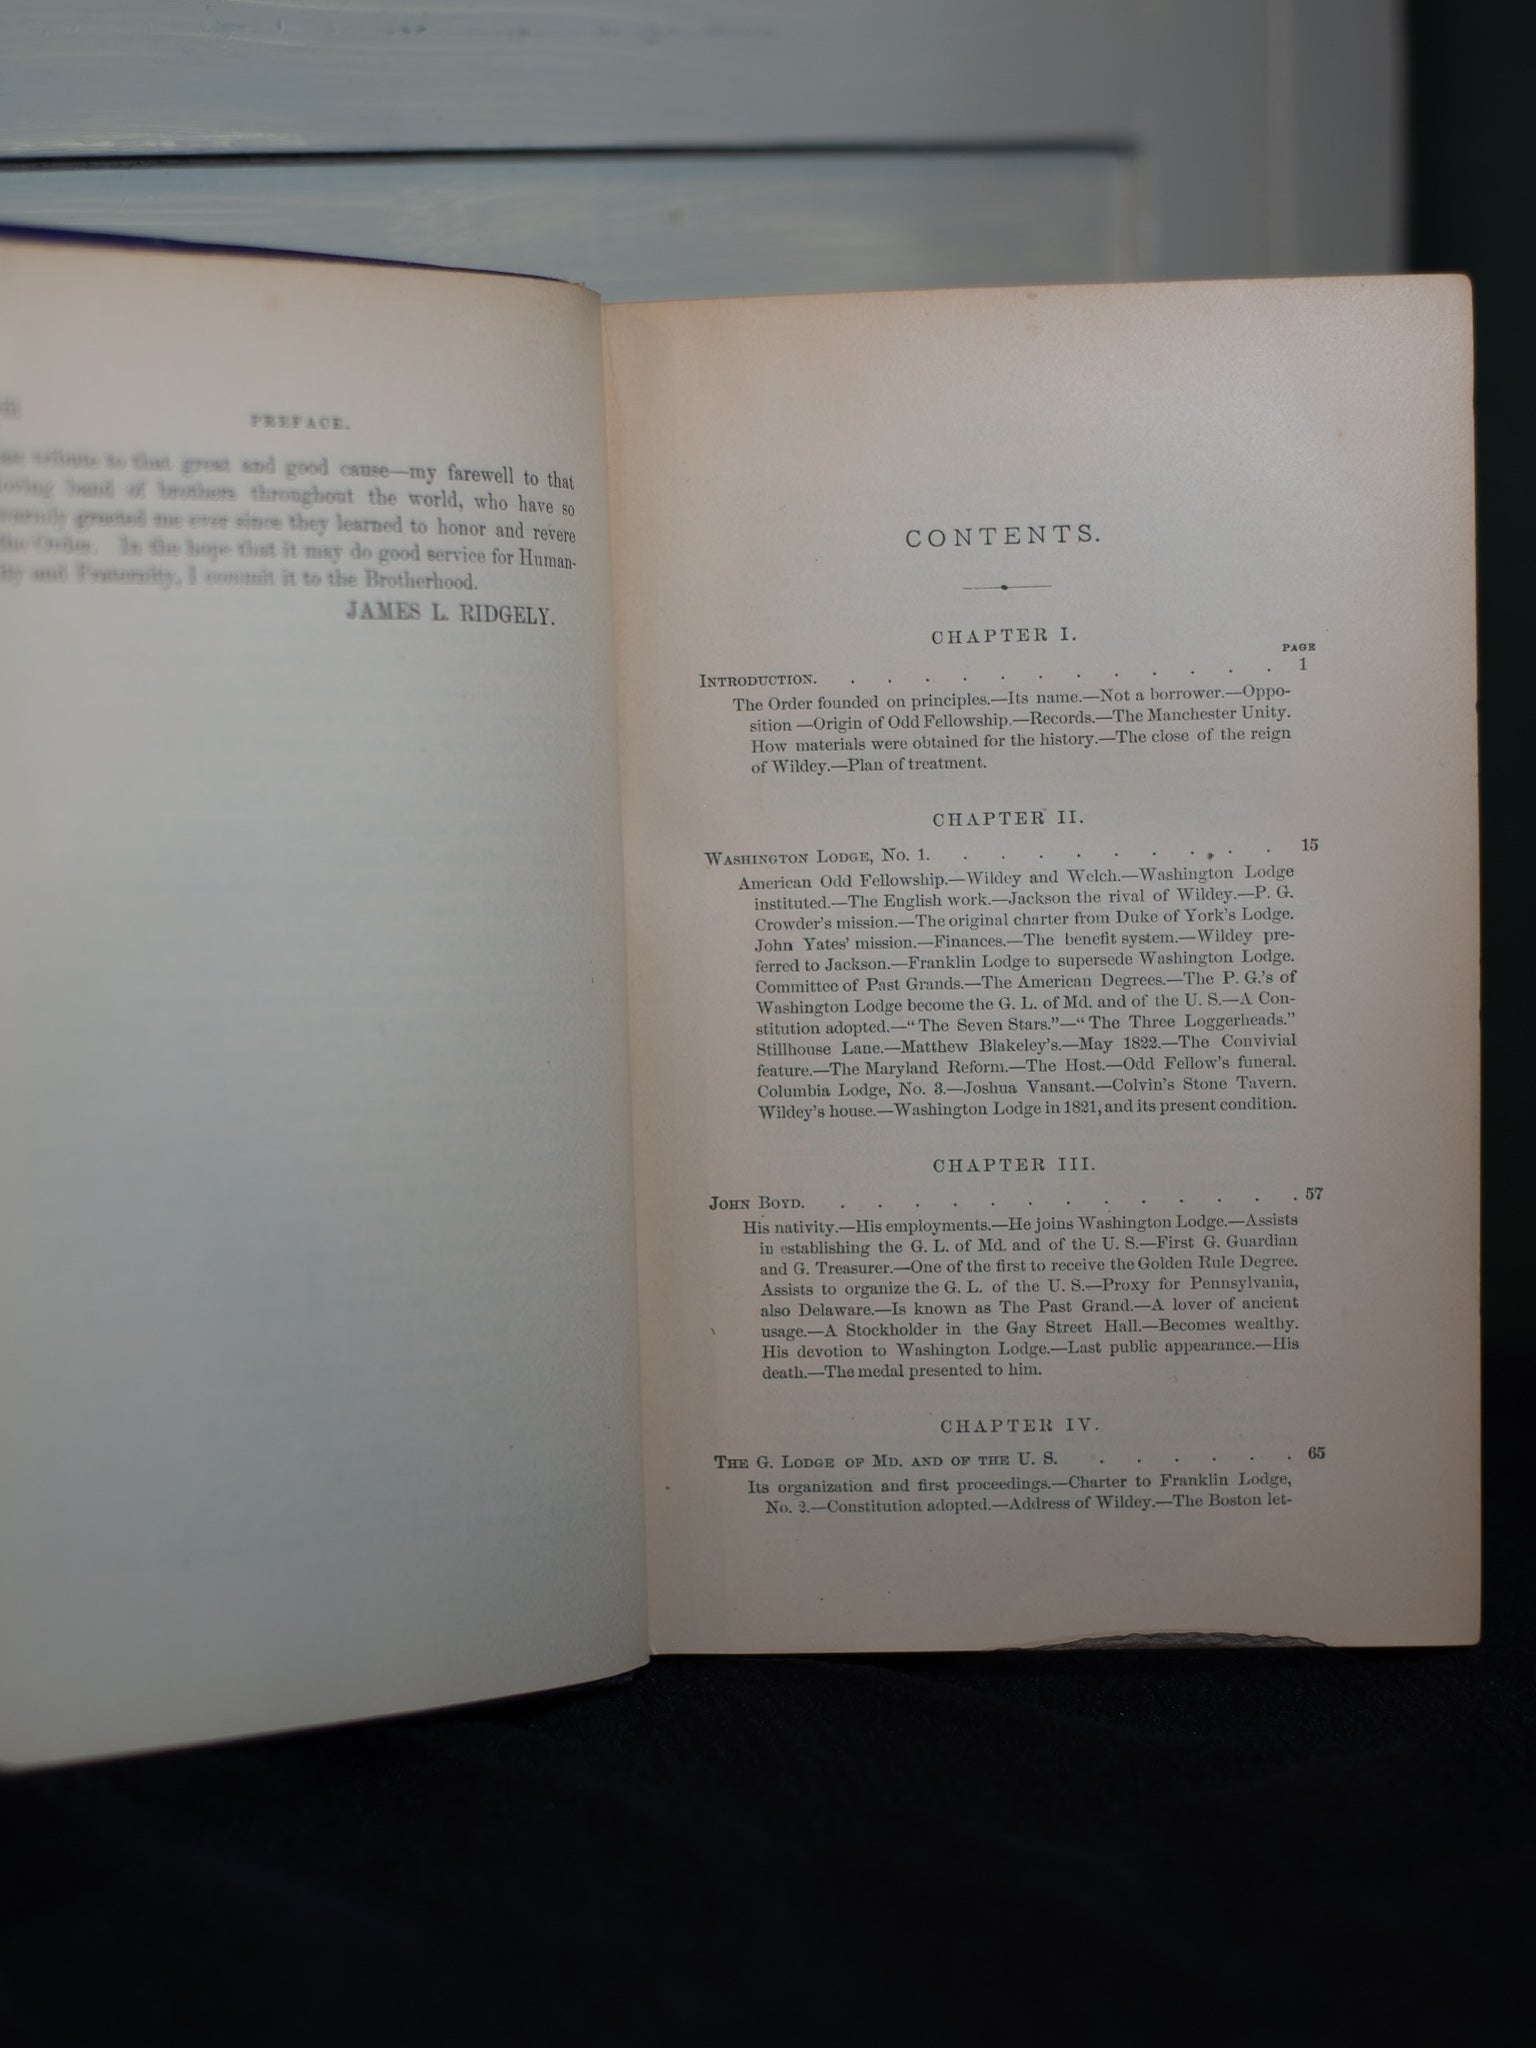 PREFACE.
tribute to that great and good cause—my farewell to that
loving band of brothers throughout the world, who have so
warmly greeted me ever since they learned to honor and revere
the Order. In the hope that it may do good service for Human-
ity and Fraternity, I commit it to the Brotherhood.
JAMES L. RIDGELY.
CONTENTS.
CHAPTER I.
PAGE
INTRODUCTION. . . . . . . . . . . . . 1
The Order founded on principles.—Its name.—Not a borrower.—Oppo-
sition —Origin of Odd Fellowship.—Records.—The Manchester Unity.
How materials were obtained for the history.—The close of the reign
of Wildey.—Plan of treatment.
CHAPTER II.
WASHINGTON LODGE, NO. 1. . . . . . . . . . 15
American Odd Fellowship.—Wildey and Welch.—Washington Lodge
instituted.—The English work.—Jackson the rival of Wildey.—P. G.
Crowder's mission.—The original charter from Duke of York's Lodge.
John Yates' mission.—Finances.—The benefit system.—Wildey pre-
ferred to Jackson.—Franklin Lodge to supersede Washington Lodge.
Committee of Past Grands.—The American Degrees.—The P. G.'s of
Washington Lodge become the G. L. of Md. and of the U. S.—A Con-
stitution adopted.—“The Seven Stars.”—“The Three Loggerheads.”
Stillhouse Lane.—Matthew Blakeley's.—May 1822.—The Convivial
feature.—The Maryland Reform.—The Host.—Odd Fellow's funeral.
Columbia Lodge, No. 3.—Joshua Vansant.—Colvin's Stone Tavern.
Wildey's house.—Washington Lodge in 1821, and its present condition.
CHAPTER III.
JOHN BOYD. . . . . . . . . . . . . . 57
His nativity.—His employments.—He joins Washington Lodge.—Assists
in establishing the G. L. of Md. and of the U. S.—First G. Guardian
and G. Treasurer.—One of the first to receive the Golden Rule Degree.
Assists to organize the G. L. of the U. S.—Proxy for Pennsylvania,
also Delaware.—Is known as The Past Grand.—A lover of ancient
usage.—A Stockholder in the Gay Street Hall.—Becomes wealthy.
His devotion to Washington Lodge.—Last public appearance.—His
death.—The medal presented to him.
CHAPTER IV.
THE G. LODGE OF MD. AND OF THE U. S. . . . . . . 65
Its organization and first proceedings.—Charter to Franklin Lodge,
No. 2.—Constitution adopted.—Address of Wildey.—The Boston let-